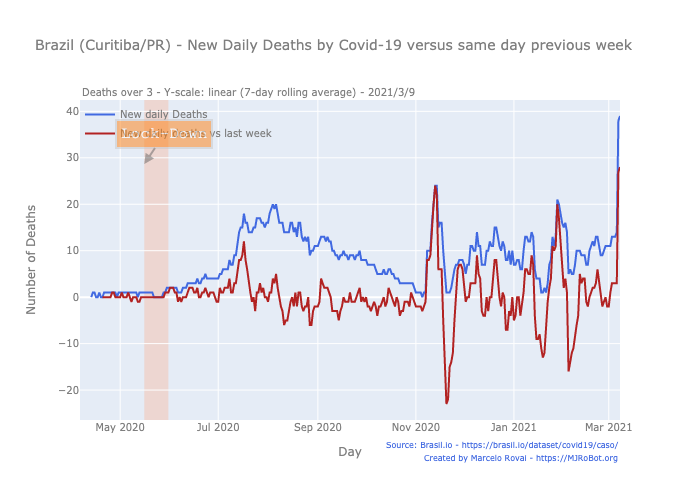 Brazil (Curitiba/PR) - New Daily Deaths by Covid-19 versus same day previous week
Deaths over 3 - Y-scale: linear (7-day rolling average) - 2021/3/9
New daily Deaths
New daily deaths vs last week
Lock Down
40
30
20
10
0
−10
−20
Number of Deaths
May 2020
Jul 2020
Sep 2020
Nov 2020
Jan 2021
Mar 2021
Day
Source: Brasil.io - https://brasil.io/dataset/covid19/caso/
Created by Marcelo Rovai - https://MJRoBot.org